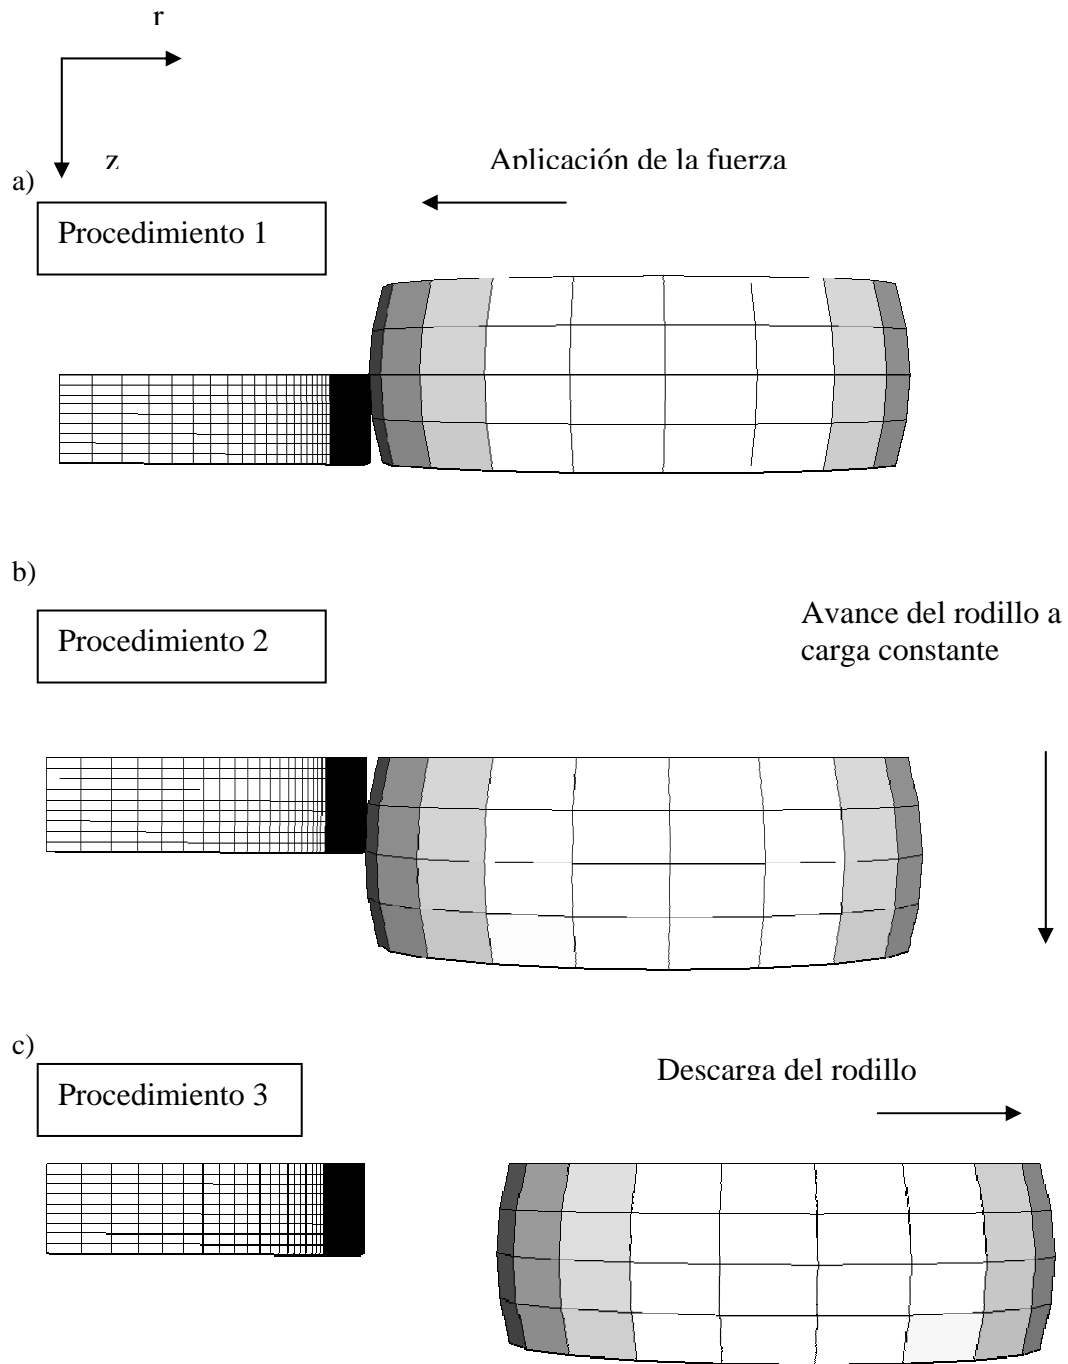 r
z
Aplicación de la fuerza
a)
Procedimiento 1
b)
Procedimiento 2
Avance del rodillo a
carga constante
c)
Procedimiento 3
Descarga del rodillo